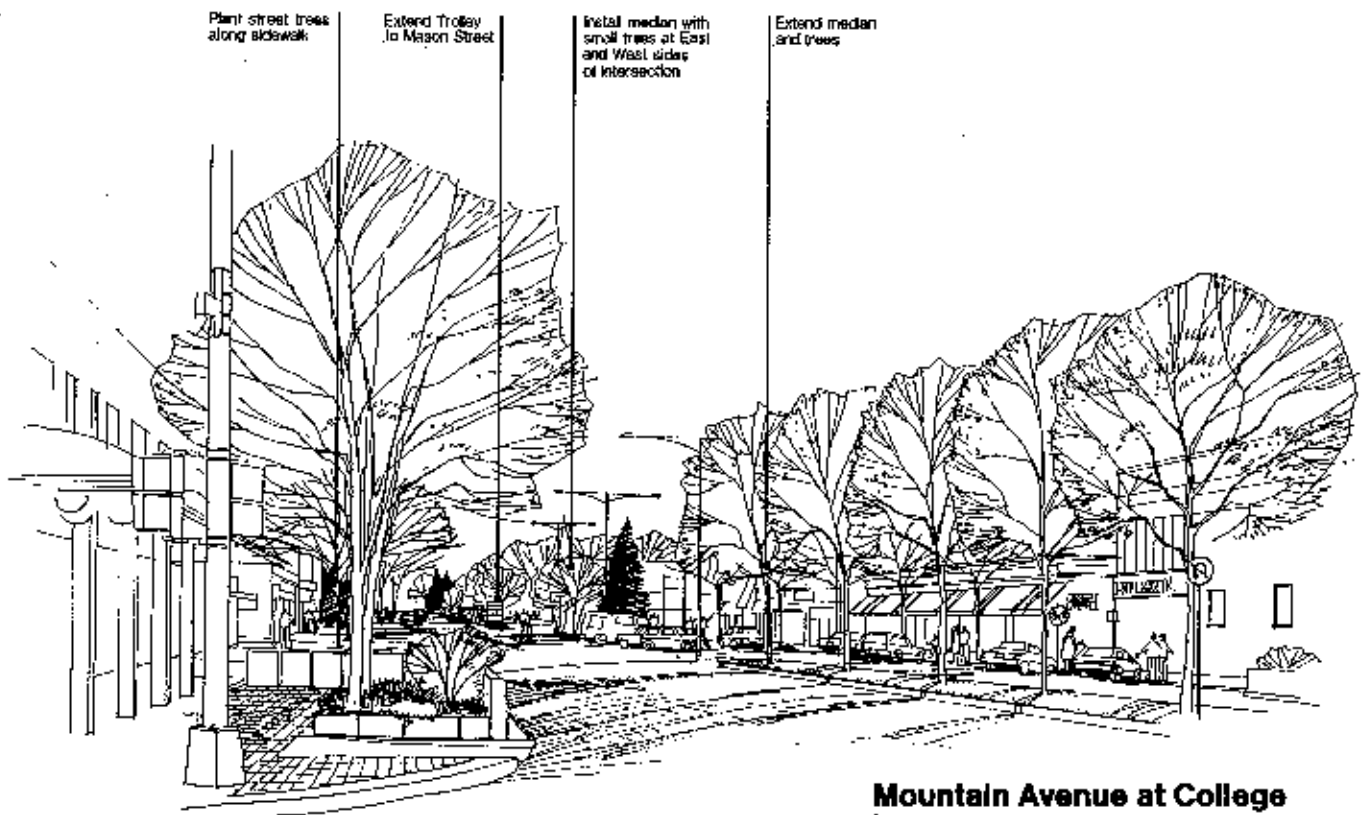 Plant street trees
along sidewalk
Extend Trolley
to Mason Street
Install median with
small trees at East
and West sides
of intersection
Extend median
and trees
Mountain Avenue at College